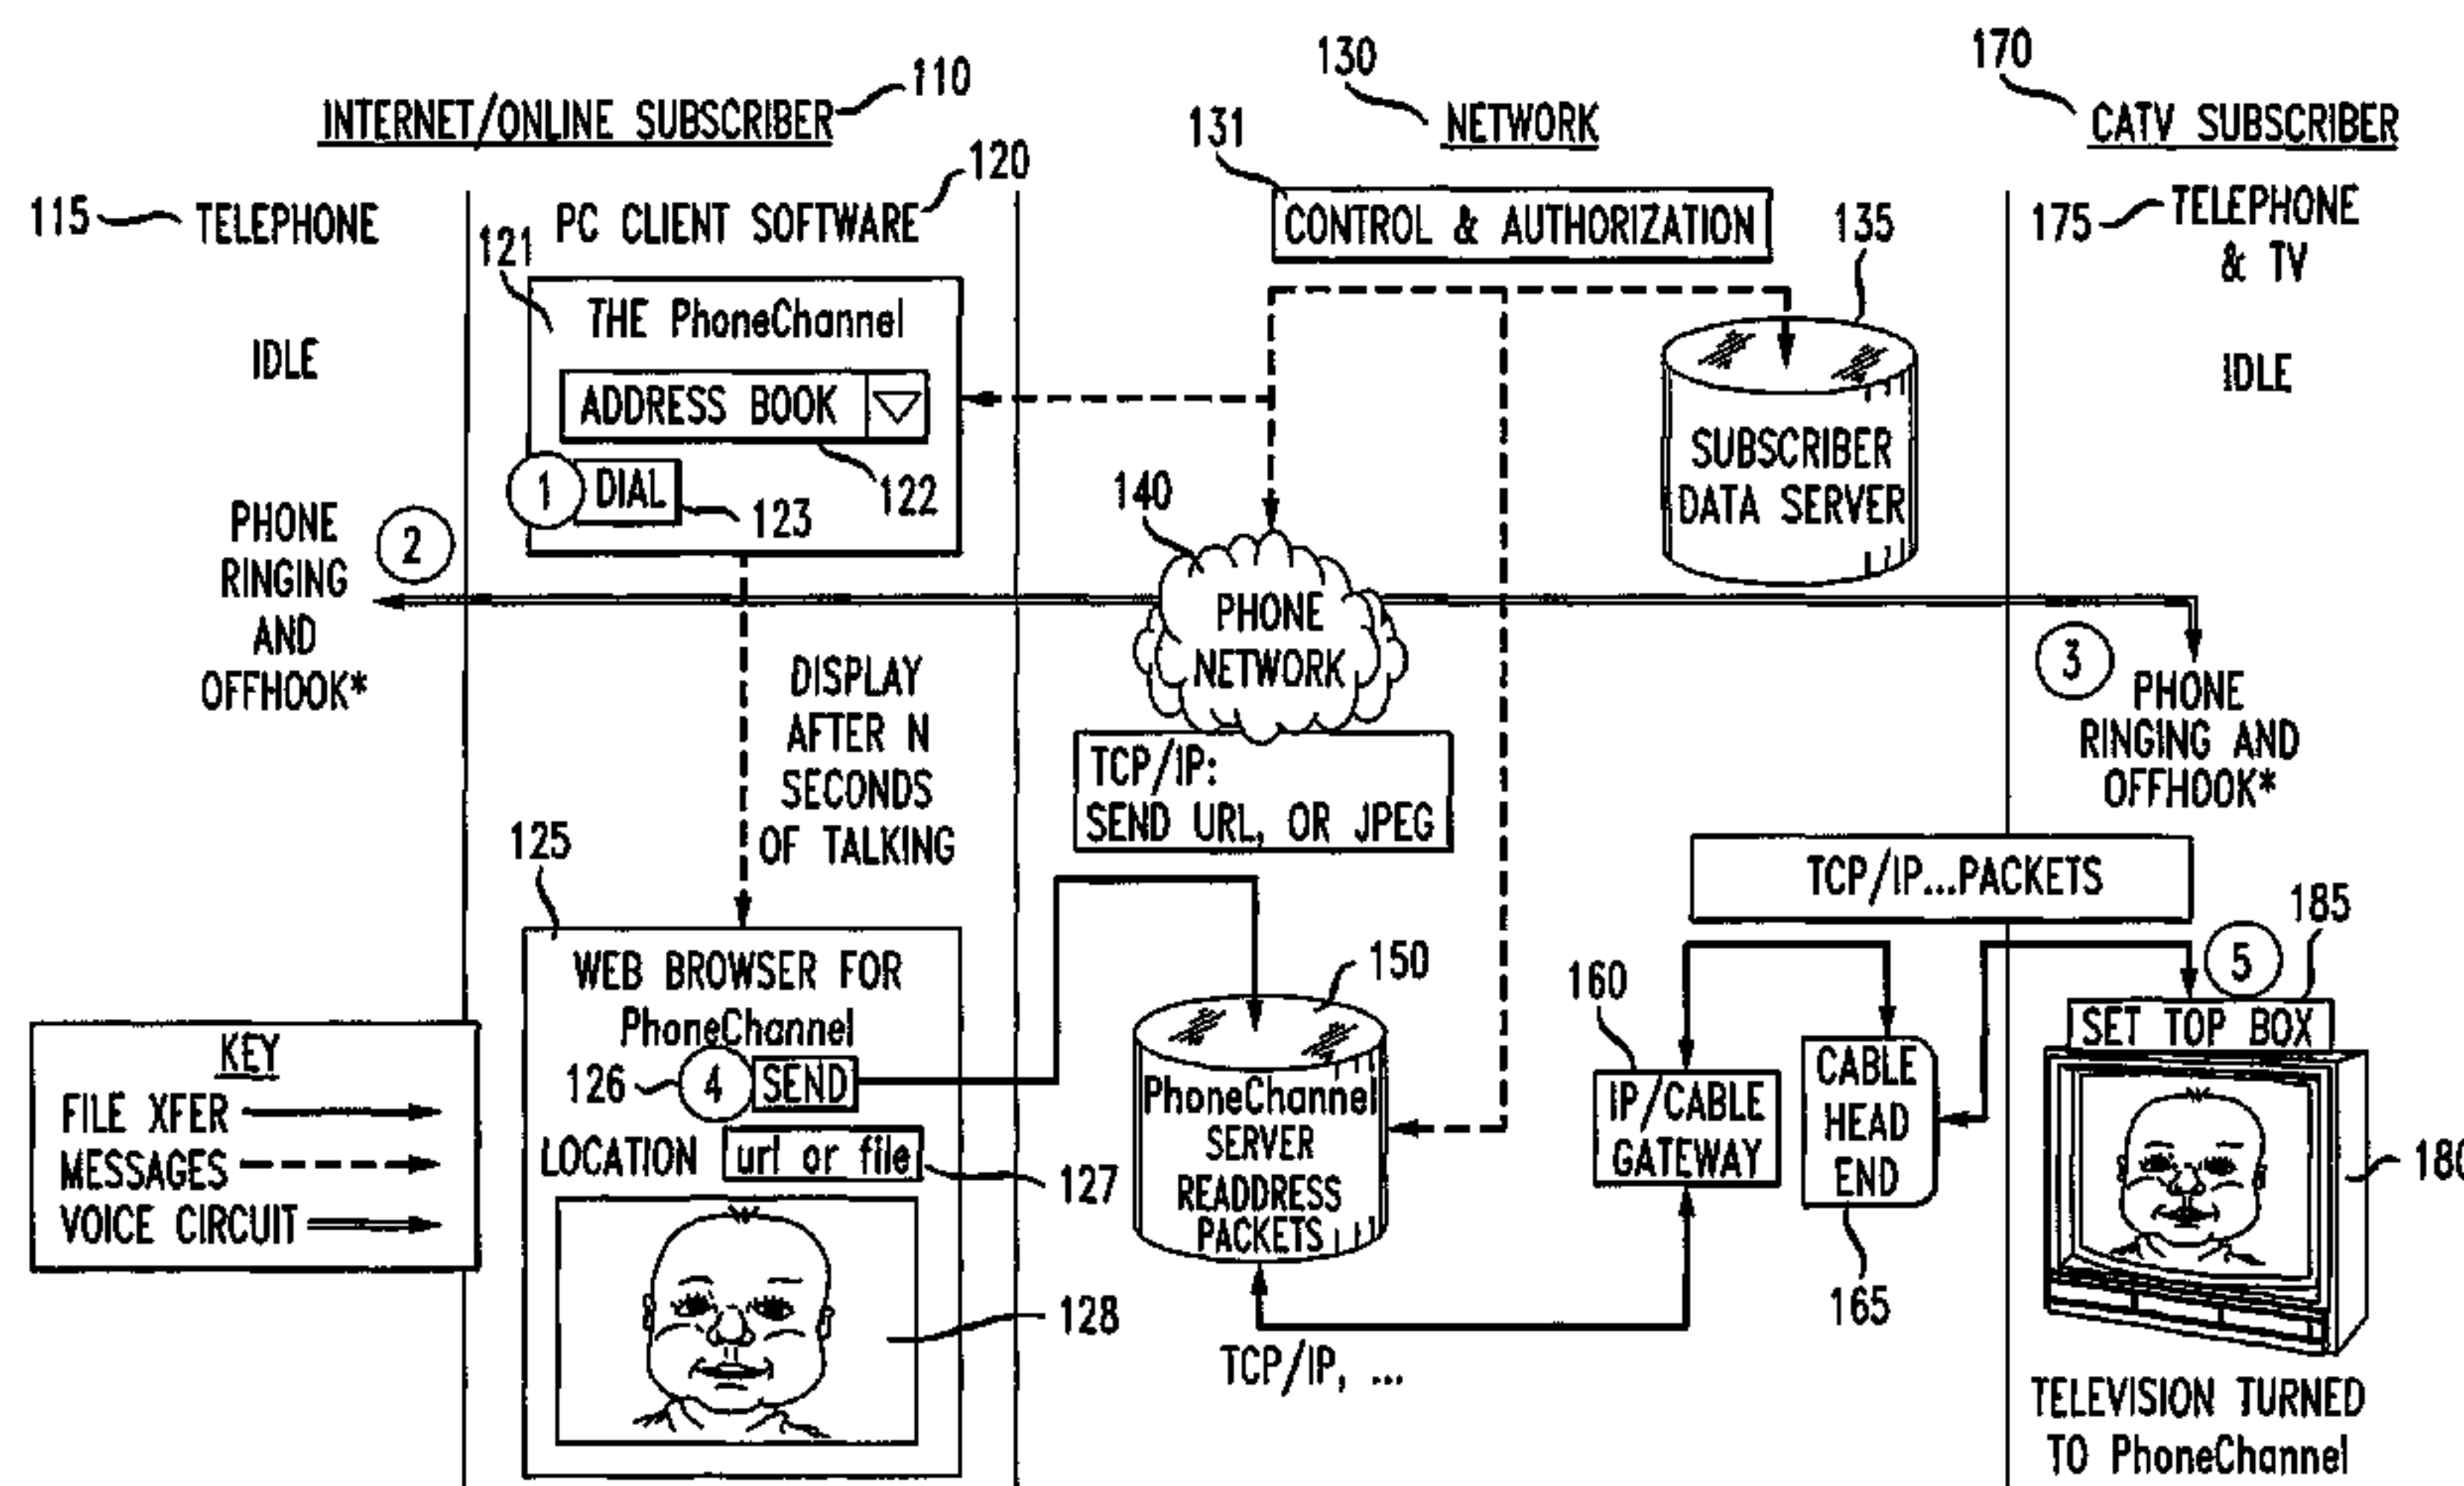 INTERNET/ONLINE SUBSCRIBER
110
130
NETWORK
170
CATV SUBSCRIBER
115
TELEPHONE
PC CLIENT SOFTWARE
120
131
CONTROL & AUTHORIZATION
135
175
TELEPHONE
& TV
121
THE PhoneChannel
IDLE
ADDRESS BOOK
IDLE
1
DIAL
122
123
SUBSCRIBER
DATA SERVER
140
PHONE
RINGING
AND
OFFHOOK*
2
PHONE
NETWORK
3
PHONE
RINGING AND
OFFHOOK*
DISPLAY
AFTER N
SECONDS
OF TALKING
TCP/IP:
SEND URL, OR JPEG
TCP/IP...PACKETS
125
WEB BROWSER FOR
PhoneChannel
126
4
SEND
LOCATION
url or file
127
128
150
PhoneChannel
SERVER
READDRESS
PACKETS
160
IP/CABLE
GATEWAY
CABLE
HEAD
END
165
5
185
SET TOP BOX
180
KEY
FILE XFER
MESSAGES
VOICE CIRCUIT
TCP/IP, ...
TELEVISION TURNED
TO PhoneChannel